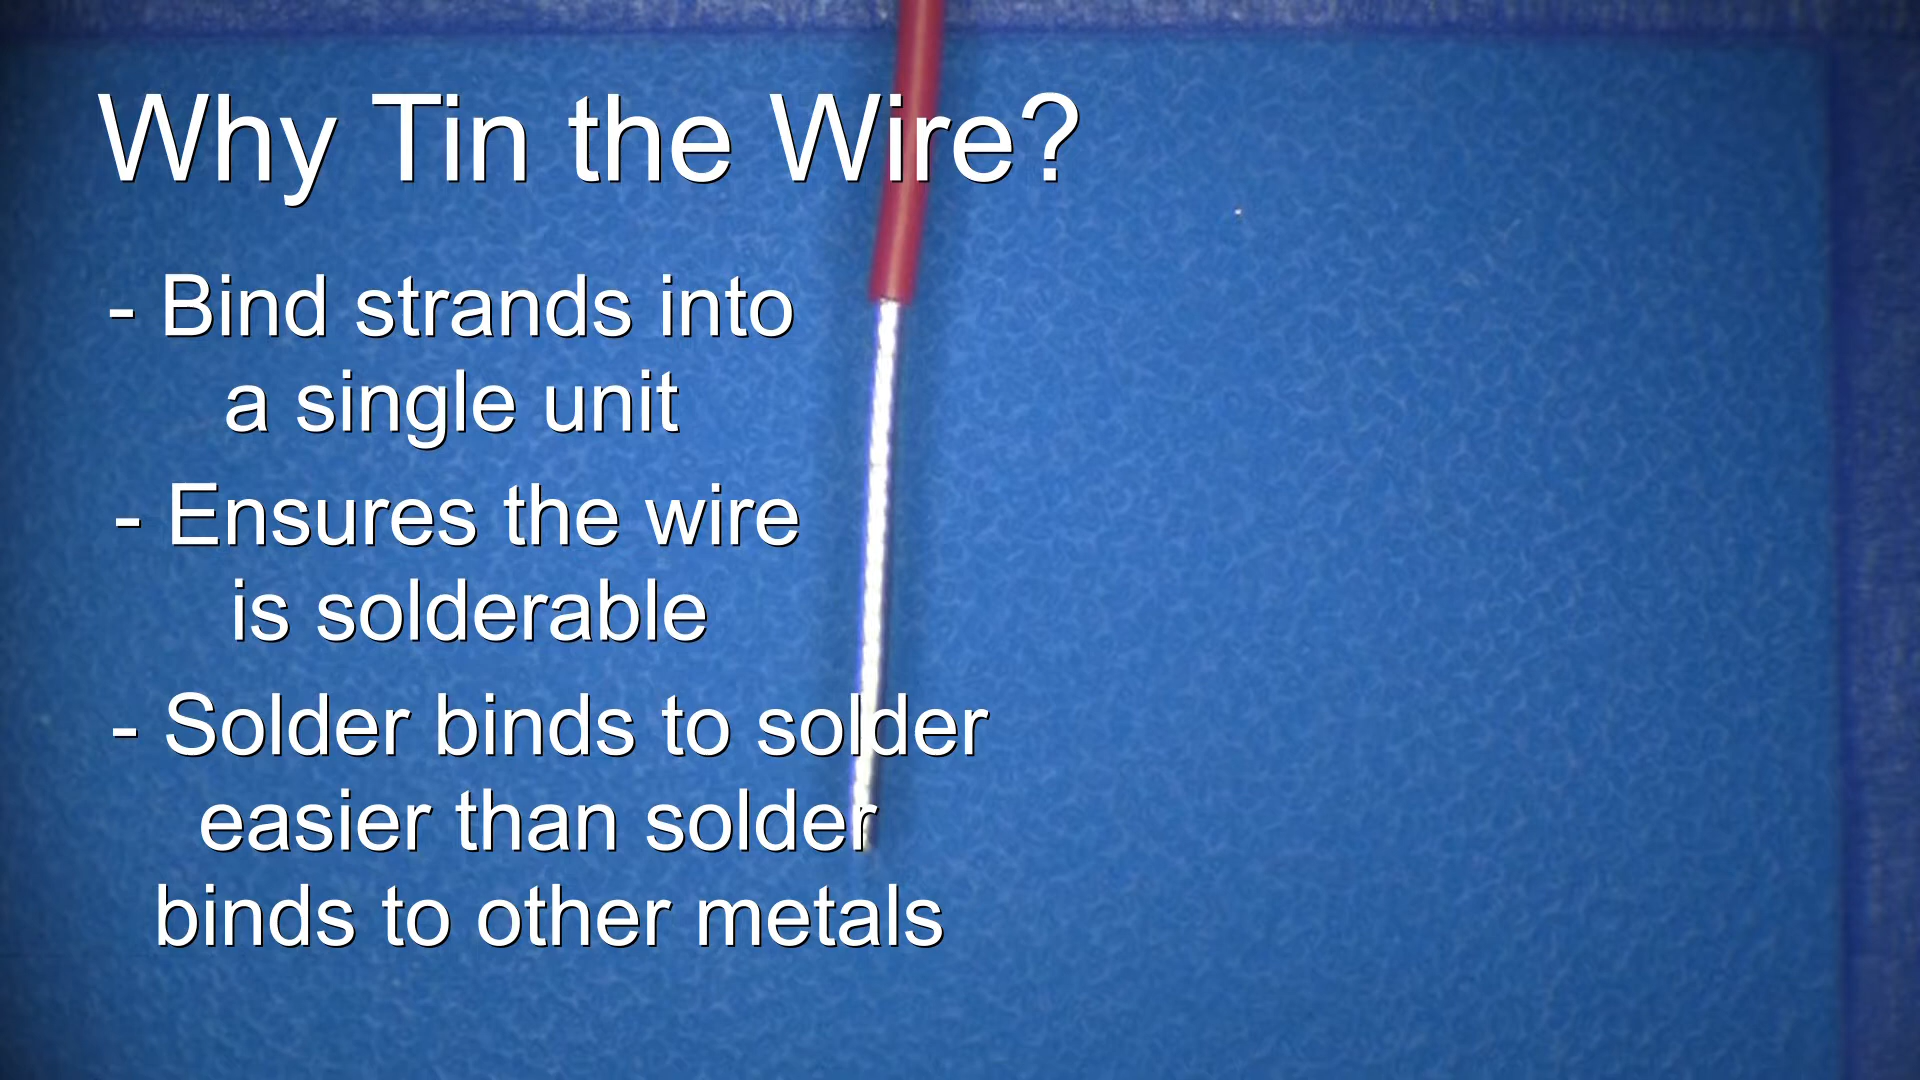 Why Tin the Wire?
- Bind strands into
a single unit
- Ensures the wire
is solderable
- Solder binds to solder
easier than solder
binds to other metals